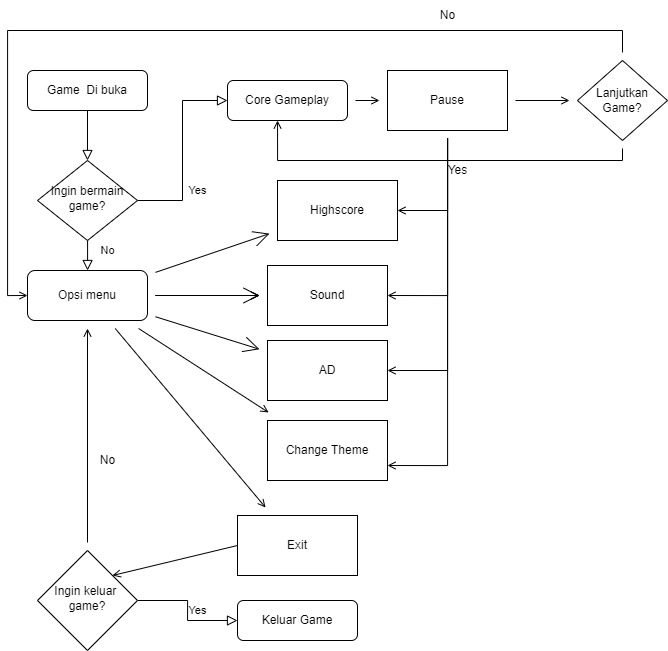 No
Game Di buka
Core Gameplay
Pause
Lanjutkan
Game?
Ingin bermain
game?
Yes
Yes
Highscore
No
Opsi menu
Sound
AD
Change Theme
No
Exit
Ingin keluar
game?
Yes
Keluar Game